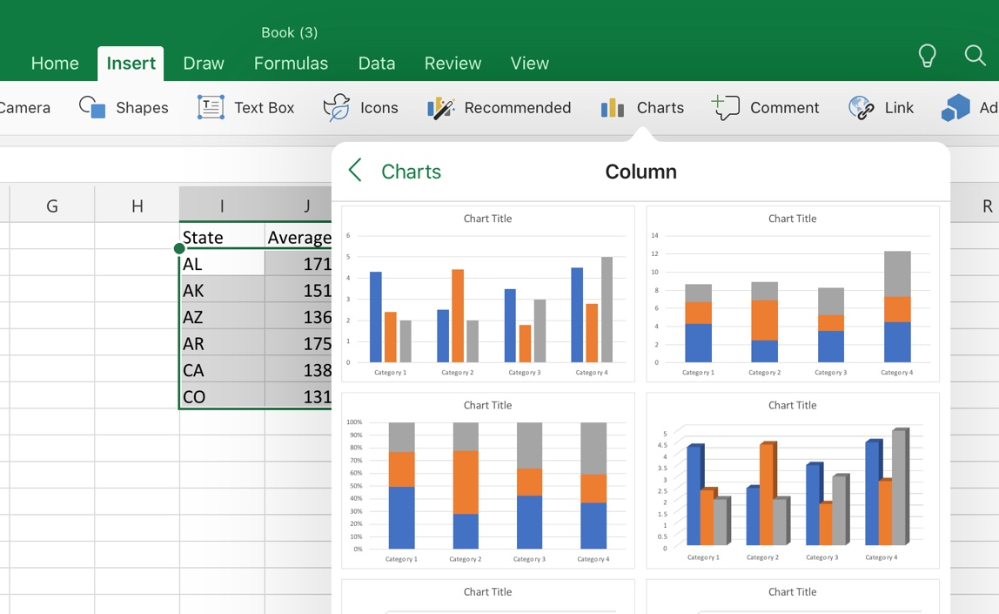 Book (3)
Home Insert Draw Formulas Data Review View
Camera Shapes Text Box Icons Recommended Charts Comment Link Ad
Charts Column
G H I J R
State Average
AL 171
AK 151
AZ 136
AR 175
CA 138
CO 131
Chart Title
6
5
4
3
2
1
0
Category 1 Category 2 Category 3 Category 4
Chart Title
14
12
10
8
6
4
2
0
Category 1 Category 2 Category 3 Category 4
Chart Title
100%
90%
80%
70%
60%
50%
40%
30%
20%
10%
0%
Category 1 Category 2 Category 3 Category 4
Chart Title
5
4.5
4
3.5
3
2.5
2
1.5
1
0.5
0
Category 1 Category 2 Category 3 Category 4
Chart Title
Chart Title